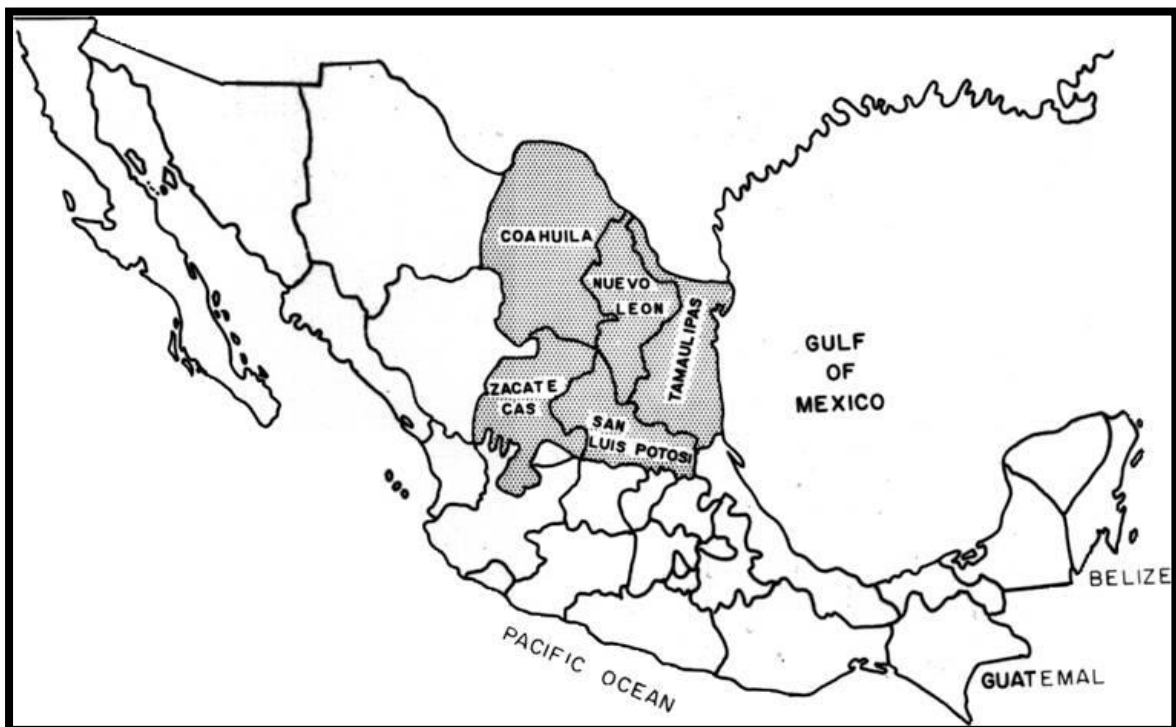 COAHUILA
NUEVO
LEON
TAMAULIPAS
ZACATE
CAS
SAN
LUIS POTOSI
GULF
OF
MEXICO
BELIZE
PACIFIC OCEAN
GUATEMAL